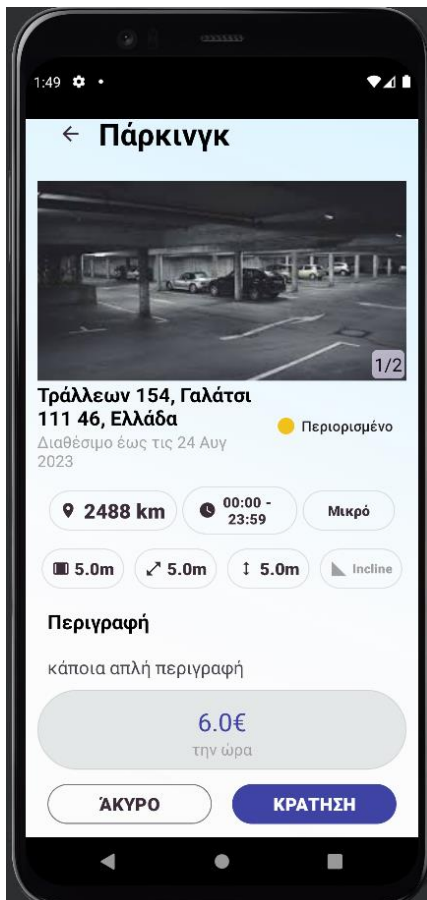 1:49
Πάρκινγκ
1/2
Τράλλεων 154, Γαλάτσι
111 46, Ελλάδα
Διαθέσιμο έως τις 24 Αυγ
2023
Περιορισμένο
2488 km
00:00 -
23:59
Μικρό
5.0m
5.0m
5.0m
Incline
Περιγραφή
κάποια απλή περιγραφή
6.0€
την ώρα
ΆΚΥΡΟ
ΚΡΑΤΗΣΗ